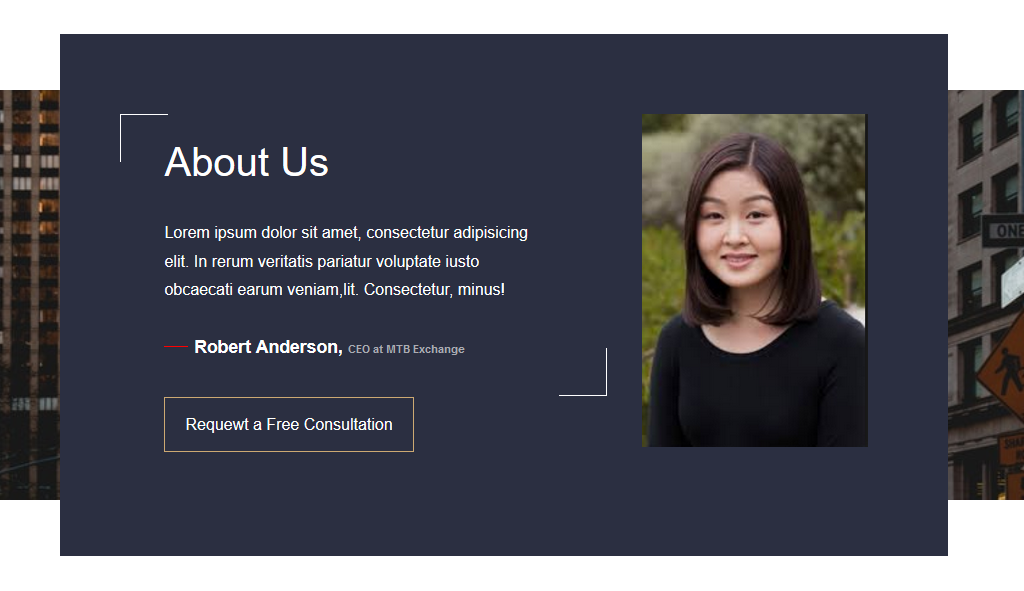 About Us
Lorem ipsum dolor sit amet, consectetur adipisicing
elit. In rerum veritatis pariatur voluptate iusto
obcaecati earum veniam,lit. Consectetur, minus!
Robert Anderson, CEO at MTB Exchange
Requewt a Free Consultation
ONE